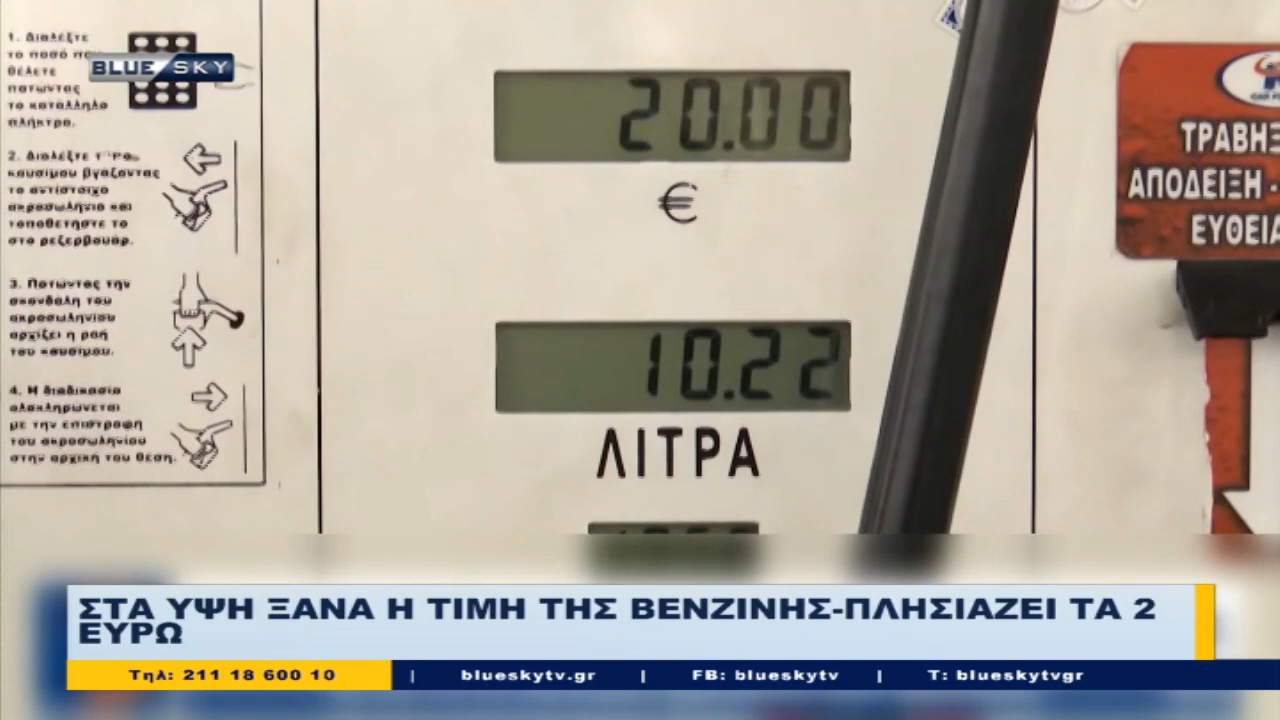 1. Διαλέξτε
το ποσό που
θέλετε
πατώντας
το κατάλληλο
πλήκτρο.
BLUE SKY
2. Διαλέξτε
καυσίμου βγάζοντας
το αντίστοιχο
ακροσωλήνιο και
τοποθετήστε το
στο ρεζερβουάρ.
3. Πατώντας την
σκανδάλη του
ακροσωληνίου
αρχίζει η ροή
του καυσίμου.
4. Η διαδικασία
ολοκληρώνεται
με την επιστροφή
του ακροσωληνίου
στην αρχική του θέση.
20.00
€
10.22
ΛΙΤΡΑ
ΤΡΑΒΗΞ
ΑΠΟΔΕΙΞΗ -
ΕΥΘΕΙΑ
ΣΤΑ ΥΨΗ ΞΑΝΑ Η ΤΙΜΗ ΤΗΣ ΒΕΝΖΙΝΗΣ-ΠΛΗΣΙΑΖΕΙ ΤΑ 2
ΕΥΡΩ
Τηλ: 211 18 600 10 | blueskytv.gr | FB: blueskytv | T: blueskytvgr